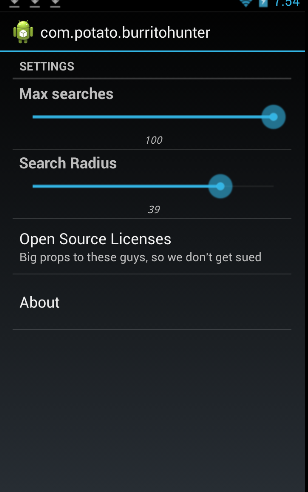 7:54
com.potato.burritohunter
SETTINGS
Max searches
100
Search Radius
39
Open Source Licenses
Big props to these guys, so we don't get sued
About